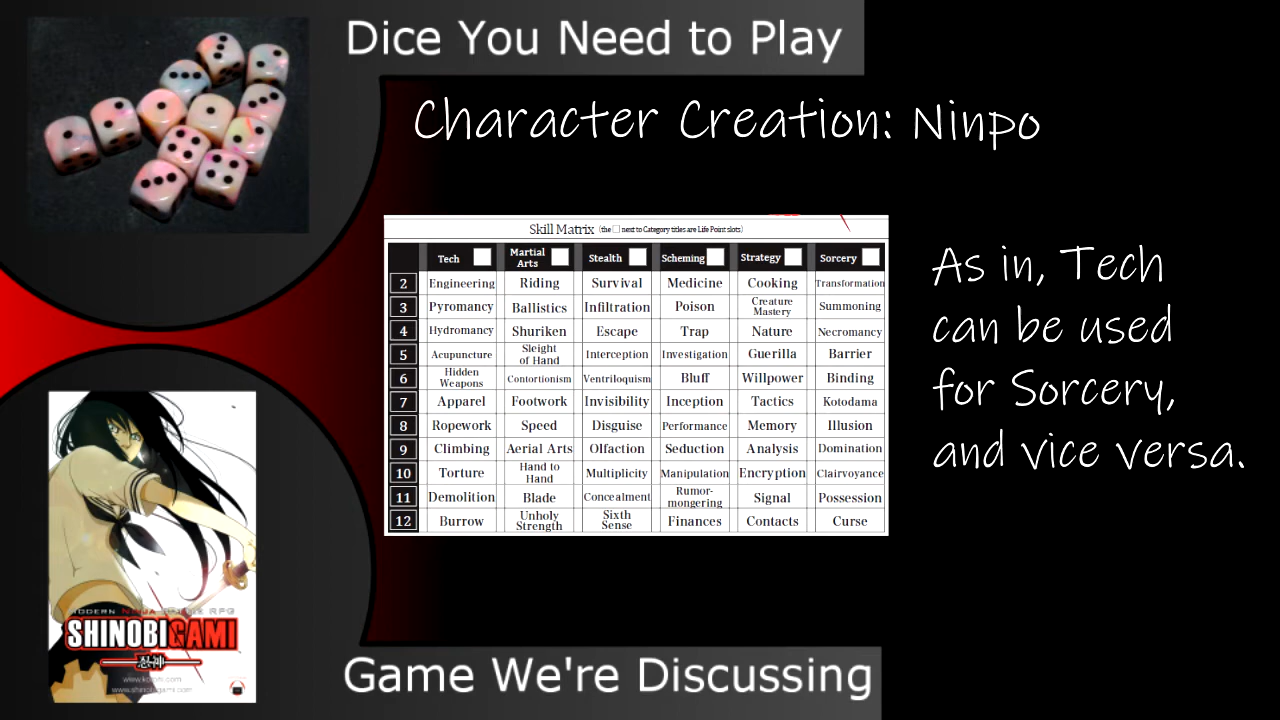 Dice You Need to Play
Character Creation: Ninpo
Skill Matrix (the □ next to Category titles are Life Point slots)
Tech Martial Arts Stealth Scheming Strategy Sorcery
2 Engineering Riding Survival Medicine Cooking Transformation
3 Pyromancy Ballistics Infiltration Poison Creature Mastery Summoning
4 Hydromancy Shuriken Escape Trap Nature Necromancy
5 Acupuncture Sleight of Hand Interception Investigation Guerilla Barrier
6 Hidden Weapons Contortionism Ventriloquism Bluff Willpower Binding
7 Apparel Footwork Invisibility Inception Tactics Kotodama
8 Ropework Speed Disguise Performance Memory Illusion
9 Climbing Aerial Arts Olfaction Seduction Analysis Domination
10 Torture Hand to Hand Multiplicity Manipulation Encryption Clairvoyance
11 Demolition Blade Concealment Rumor-mongering Signal Possession
12 Burrow Unholy Strength Sixth Sense Finances Contacts Curse
As in, Tech
can be used
for Sorcery,
and vice versa.
MODERN NINJA RPG
SHINOBIGAMI
www.shinobigami.com
Game We're Discussing